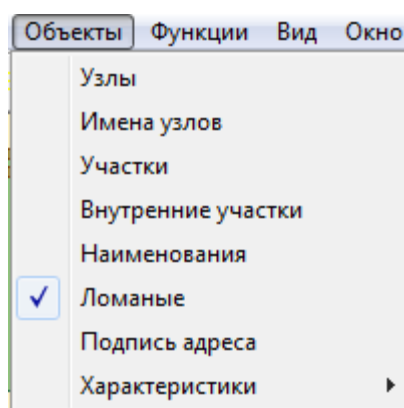 Объекты Функции Вид Окно
Узлы
Имена узлов
Участки
Внутренние участки
Наименования
Ломаные
Подпись адреса
Характеристики